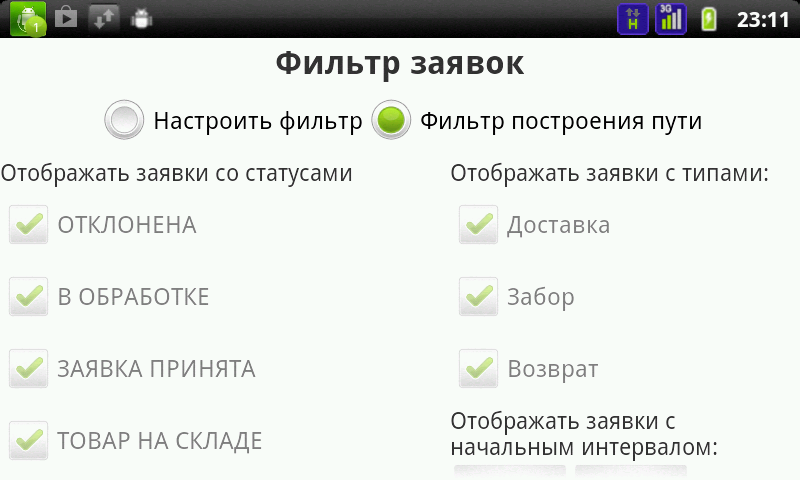 1
3G
H
23:11
Фильтр заявок
Настроить фильтр
Фильтр построения пути
Отображать заявки со статусами
ОТКЛОНЕНА
В ОБРАБОТКЕ
ЗАЯВКА ПРИНЯТА
ТОВАР НА СКЛАДЕ
Отображать заявки с типами:
Доставка
Забор
Возврат
Отображать заявки с
начальным интервалом: